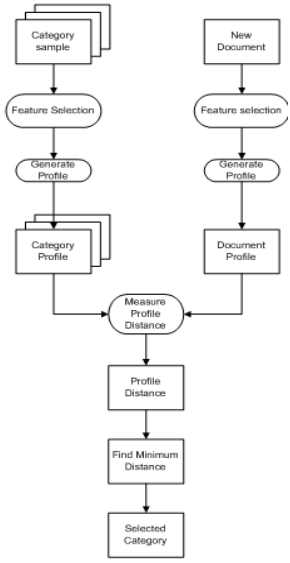 Category
sample
New
Document
Feature Selection
Feature selection
Generate
Profile
Generate
Profile
Category
Profile
Document
Profile
Measure
Profile
Distance
Profile
Distance
Find Minimum
Distance
Selected
Category